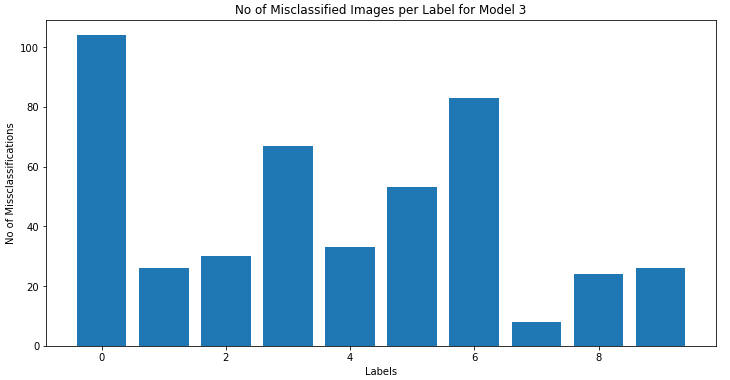 No of Misclassified Images per Label for Model 3
No of Missclassifications
100
80
60
40
20
0
0 2 4 6 8
Labels